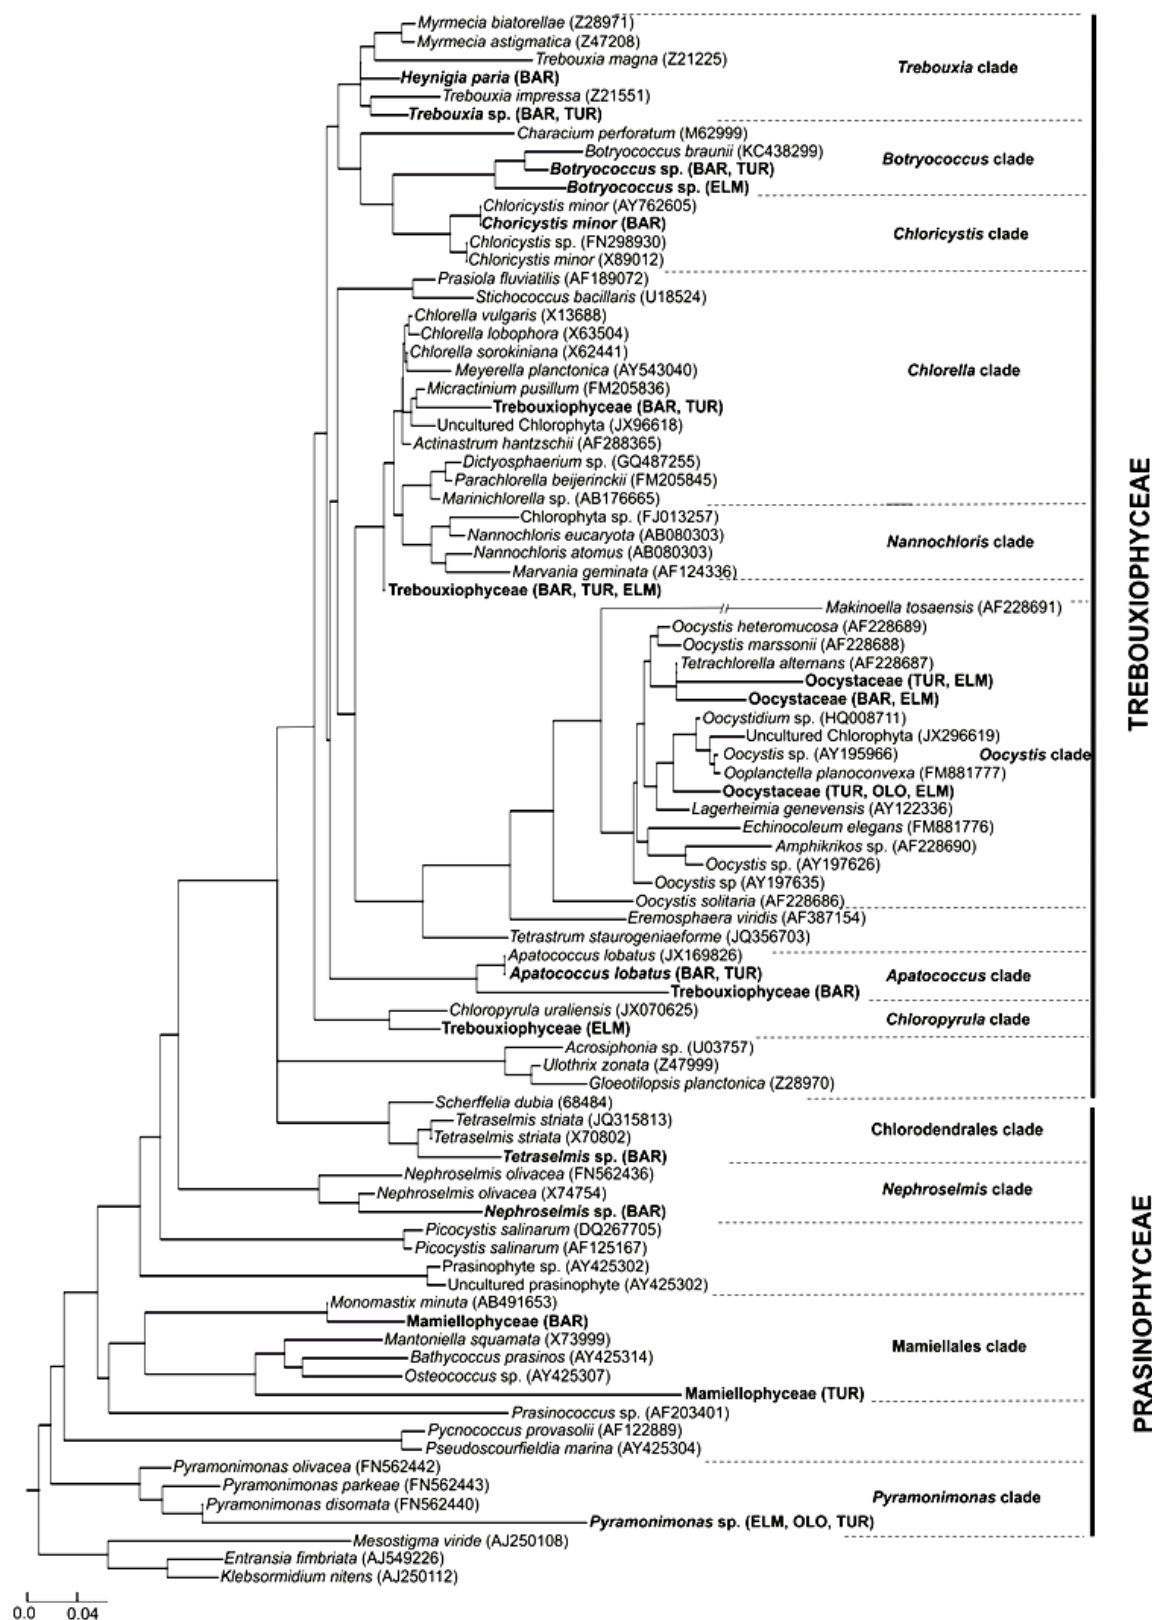 Myrmecia biatorellae (Z28971)
Myrmecia astigmatica (Z47208)
Trebouxia magna (Z21225)
Trebouxia clade
Heynigia paria (BAR)
Trebouxia impressa (Z21551)
Trebouxia sp. (BAR, TUR)
Characium perforatum (M62999)
Botryococcus braunii (KC438299)
Botryococcus clade
Botryococcus sp. (BAR, TUR)
Botryococcus sp. (ELM)
Chloricystis minor (AY762605)
Choricystis minor (BAR)
Chloricystis clade
Chloricystis sp. (FN298930)
Chloricystis minor (X89012)
Prasiola fluviatilis (AF189072)
Stichococcus bacillaris (U18524)
Chlorella vulgaris (X13688)
Chlorella lobophora (X63504)
Chlorella sorokiniana (X62441)
Meyerella planctonica (AY543040)
Chlorella clade
Micractinium pusillum (FM205836)
Trebouxiophyceae (BAR, TUR)
Uncultured Chlorophyta (JX96618)
Actinastrum hantzschii (AF288365)
Dictyosphaerium sp. (GQ487255)
Parachlorella beijerinckii (FM205845)
Marinichlorella sp. (AB176665)
Chlorophyta sp. (FJ013257)
Nannochloris eucaryota (AB080303)
Nannochloris clade
Nannochloris atomus (AB080303)
Marvania geminata (AF124336)
Trebouxiophyceae (BAR, TUR, ELM)
TREBOUXIOPHYCEAE
Makinoella tosaensis (AF228691)
Oocystis heteromucosa (AF228689)
Oocystis marssonii (AF228688)
Tetrachlorella alternans (AF228687)
Oocystaceae (TUR, ELM)
Oocystaceae (BAR, ELM)
Oocystidium sp. (HQ008711)
Uncultured Chlorophyta (JX296619)
Oocystis sp. (AY195966)
Oocystis clade
Ooplanctella planoconvexa (FM881777)
Oocystaceae (TUR, OLO, ELM)
Lagerheimia genevensis (AY122336)
Echinocoleum elegans (FM881776)
Amphikrikos sp. (AF228690)
Oocystis sp. (AY197626)
Oocystis sp (AY197635)
Oocystis solitaria (AF228686)
Eremosphaera viridis (AF387154)
Tetrastrum staurogeniaeforme (JQ356703)
Apatococcus lobatus (JX169826)
Apatococcus lobatus (BAR, TUR)
Apatococcus clade
Trebouxiophyceae (BAR)
Chloropyrula uraliensis (JX070625)
Chloropyrula clade
Trebouxiophyceae (ELM)
Acrosiphonia sp. (U03757)
Ulothrix zonata (Z47999)
Gloeotilopsis planctonica (Z28970)
Scherffelia dubia (68484)
Tetraselmis striata (JQ315813)
Chlorodendrales clade
Tetraselmis striata (X70802)
Tetraselmis sp. (BAR)
Nephroselmis olivacea (FN562436)
Nephroselmis olivacea (X74754)
Nephroselmis clade
Nephroselmis sp. (BAR)
Picocystis salinarum (DQ267705)
Picocystis salinarum (AF125167)
Prasinophyte sp. (AY425302)
Uncultured prasinophyte (AY425302)
PRASINOPHYCEAE
Monomastix minuta (AB491653)
Mamiellophyceae (BAR)
Mantoniella squamata (X73999)
Mamiellales clade
Bathycoccus prasinos (AY425314)
Osteococcus sp. (AY425307)
Mamiellophyceae (TUR)
Prasinococcus sp. (AF203401)
Pycnococcus provasolii (AF122889)
Pseudoscourfieldia marina (AY425304)
Pyramonimonas olivacea (FN562442)
Pyramonimonas parkeae (FN562443)
Pyramonimonas clade
Pyramonimonas disomata (FN562440)
Pyramonimonas sp. (ELM, OLO, TUR)
Mesostigma viride (AJ250108)
Entransia fimbriata (AJ549226)
Klebsormidium nitens (AJ250112)
0.0 0.04